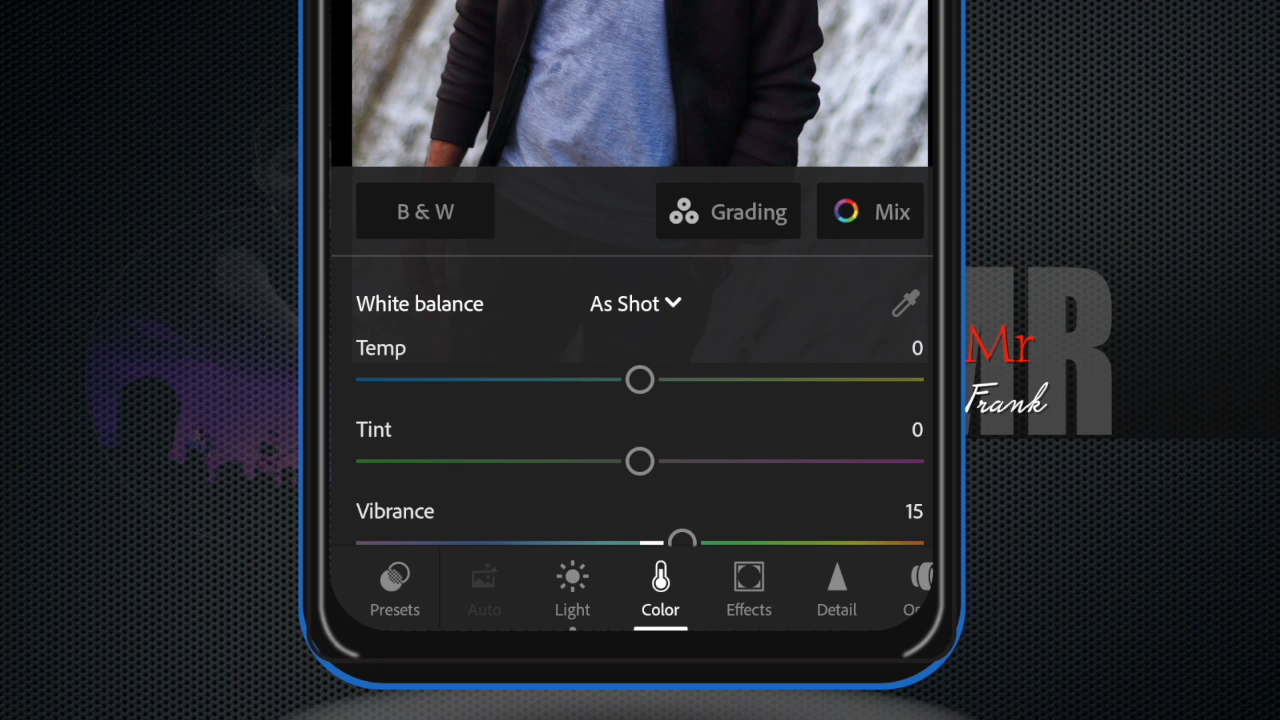 B & W
Grading
Mix
White balance
As Shot
Temp
0
Tint
0
Vibrance
15
MR
Mr
Frank
Presets
Auto
Light
Color
Effects
Detail